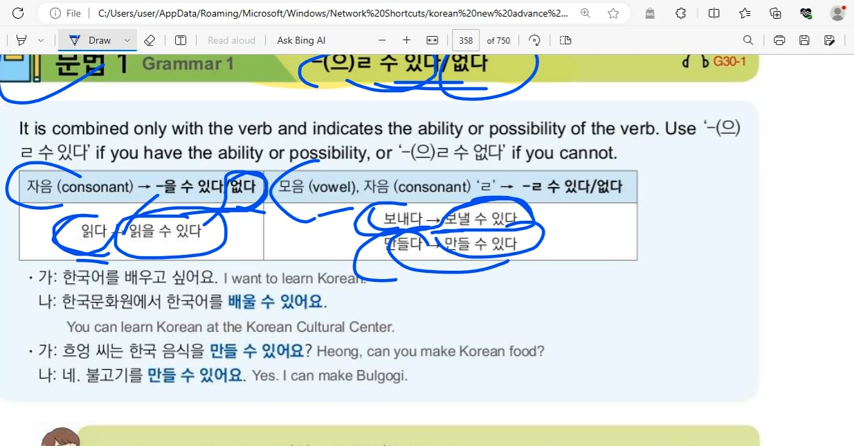 File
C:/Users/user/AppData/Roaming/Microsoft/Windows/Network%20Shortcuts/korean%20new%20advance%2...
Draw
Read aloud
Ask Bing AI
358 of 750
문법 1 Grammar 1
-(으)ㄹ 수 있다/없다
G30-1
It is combined only with the verb and indicates the ability or possibility of the verb. Use ‘-(으)
ㄹ 수 있다’ if you have the ability or possibility, or ‘-(으)ㄹ 수 없다’ if you cannot.
자음 (consonant) → -을 수 있다/없다
모음 (vowel), 자음 (consonant) ‘ㄹ’ → -ㄹ 수 있다/없다
읽다 → 읽을 수 있다
보내다 → 보낼 수 있다
만들다 → 만들 수 있다
· 가: 한국어를 배우고 싶어요. I want to learn Korean.
나: 한국문화원에서 한국어를 배울 수 있어요.
You can learn Korean at the Korean Cultural Center.
· 가: 흐엉 씨는 한국 음식을 만들 수 있어요? Heong, can you make Korean food?
나: 네. 불고기를 만들 수 있어요. Yes. I can make Bulgogi.